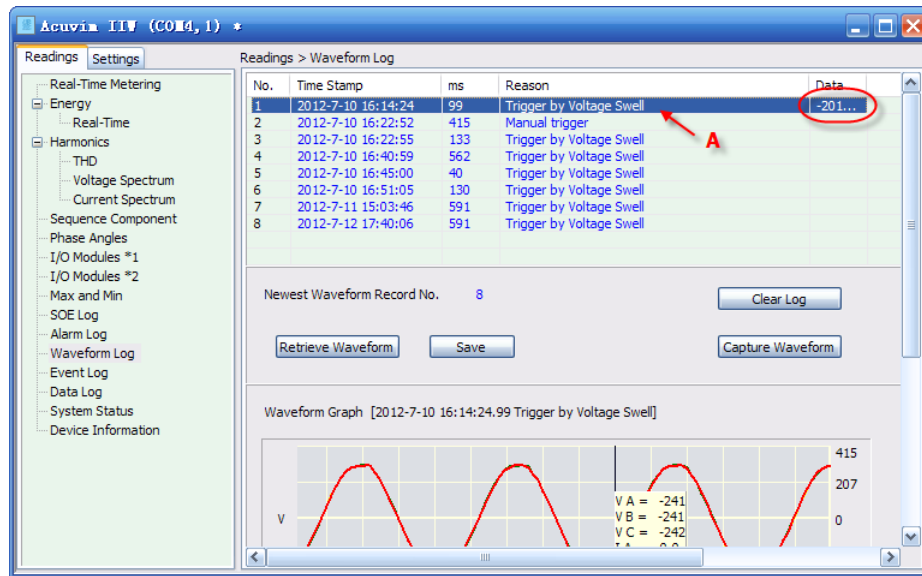 Acuvim IIW (COM4, 1) *
Readings Settings
Readings > Waveform Log
Real-Time Metering
Energy
Real-Time
Harmonics
THD
Voltage Spectrum
Current Spectrum
Sequence Component
Phase Angles
I/O Modules *1
I/O Modules *2
Max and Min
SOE Log
Alarm Log
Waveform Log
Event Log
Data Log
System Status
Device Information
No. Time Stamp ms Reason Data
1 2012-7-10 16:14:24 99 Trigger by Voltage Swell -201...
2 2012-7-10 16:22:52 415 Manual trigger
3 2012-7-10 16:22:55 133 Trigger by Voltage Swell
4 2012-7-10 16:40:59 562 Trigger by Voltage Swell
5 2012-7-10 16:45:00 40 Trigger by Voltage Swell
6 2012-7-10 16:51:05 130 Trigger by Voltage Swell
7 2012-7-11 15:03:46 591 Trigger by Voltage Swell
8 2012-7-12 17:40:06 591 Trigger by Voltage Swell
A
Newest Waveform Record No. 8
Clear Log
Retrieve Waveform Save Capture Waveform
Waveform Graph [2012-7-10 16:14:24.99 Trigger by Voltage Swell]
415
207
0
V
V A = -241
V B = -241
V C = -242